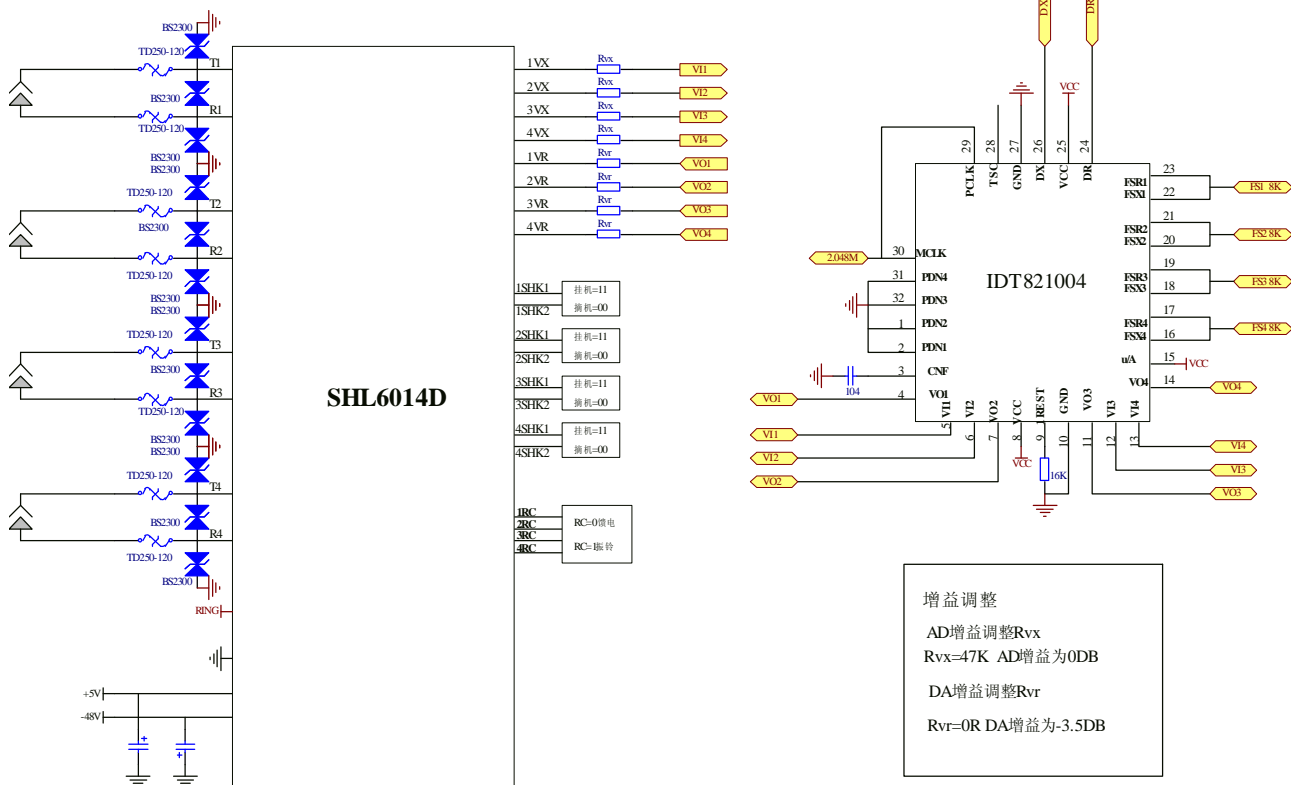 BS2300
TD250-120
T1
BS2300
R1
TD250-120
BS2300
BS2300
TD250-120
T2
BS2300
R2
TD250-120
BS2300
BS2300
TD250-120
T3
BS2300
R3
TD250-120
BS2300
BS2300
TD250-120
T4
BS2300
R4
TD250-120
BS2300
RING
+5V
-48V
+
+
SHL6014D
1VX
Rvx
VI1
2VX
Rvx
VI2
3VX
Rvx
VI3
4VX
Rvx
VI4
1VR
Rvr
VO1
2VR
Rvr
VO2
3VR
Rvr
VO3
4VR
Rvr
VO4
1SHK1
挂机=11
1SHK2
摘机=00
2SHK1
挂机=11
2SHK2
摘机=00
3SHK1
挂机=11
3SHK2
摘机=00
4SHK1
挂机=11
4SHK2
摘机=00
1RC
2RC
3RC
4RC
RC=0馈电
RC=1振铃
DX
DR
VCC
29
28
27
26
25
24
PCLK
TSC
GND
DX
VCC
DR
IDT821004
2.048M
30
MCLK
31
PDN4
32
PDN3
1
PDN2
2
PDN1
3
CNF
104
4
VO1
VO1
23
FSR1
22
FSX1
FS1 8K
21
FSR2
20
FSX2
FS2 8K
19
FSR3
18
FSX3
FS3 8K
17
FSR4
16
FSX4
FS4 8K
15
u/A
VCC
14
VO4
VO4
VI1
VI2
VO2
VCC
IREST
GND
VO3
VI3
VI4
5
6
7
8
9
10
11
12
13
VI1
VI2
VO2
VCC
16K
VI4
VI3
VO3
增益调整
AD增益调整Rvx
Rvx=47K AD增益为0DB
DA增益调整Rvr
Rvr=0R DA增益为-3.5DB